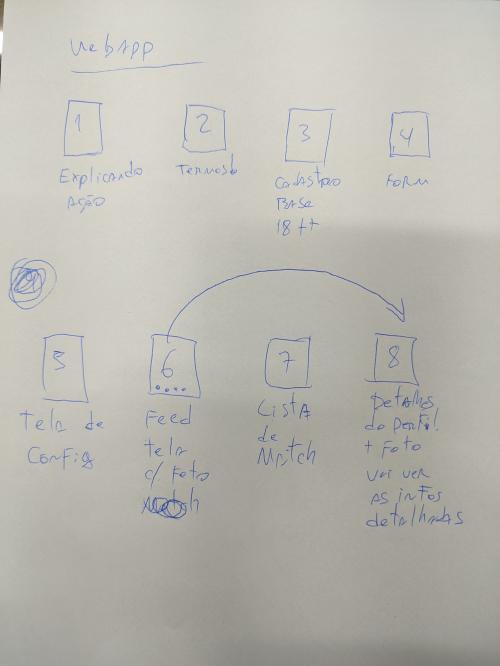 WebApp
1
Explicando
Ação
2
Termos
3
Cadastro
Base
18++
4
Form
5
Tela de
Config
6
Feed
tela
c/ Foto
7
Lista
de
Match
8
Detalhes
do perfil
+ Foto
vai ver
as infos
detalhadas